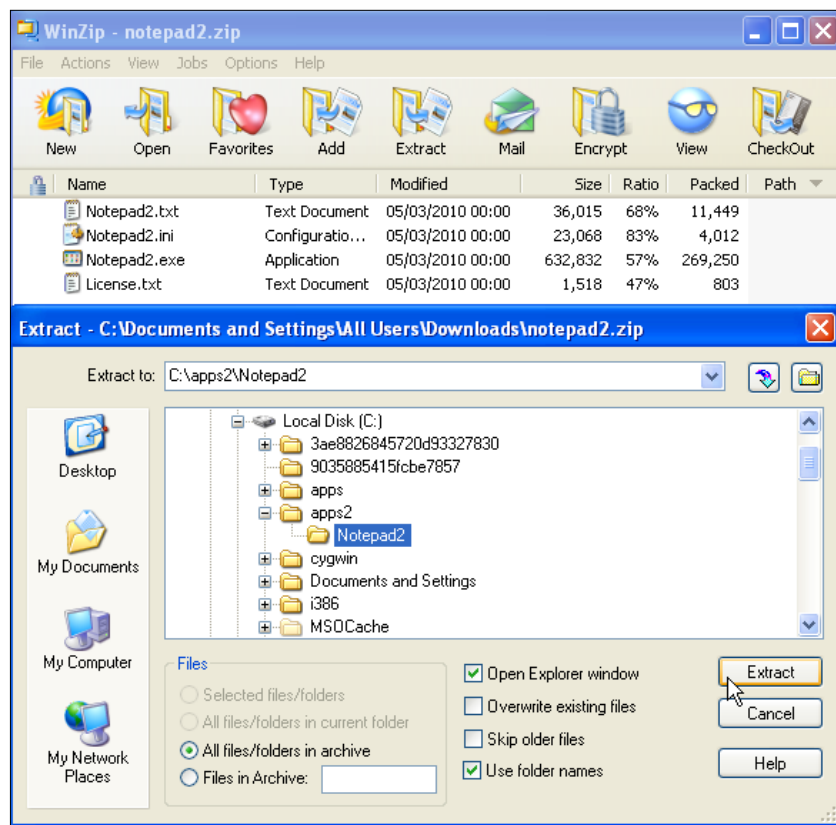 WinZip - notepad2.zip
File Actions View Jobs Options Help
New Open Favorites Add Extract Mail Encrypt View CheckOut
Name Type Modified Size Ratio Packed Path
Notepad2.txt Text Document 05/03/2010 00:00 36,015 68% 11,449
Notepad2.ini Configuratio... 05/03/2010 00:00 23,068 83% 4,012
Notepad2.exe Application 05/03/2010 00:00 632,832 57% 269,250
License.txt Text Document 05/03/2010 00:00 1,518 47% 803
Extract - C:\Documents and Settings\All Users\Downloads\notepad2.zip
Extract to: C:\apps2\Notepad2
Local Disk (C:)
3ae8826845720d93327830
9035885415fcbe7857
apps
apps2
Notepad2
cygwin
Documents and Settings
i386
MSOCache
Desktop
My Documents
My Computer
My Network
Places
Files
Selected files/folders
All files/folders in current folder
All files/folders in archive
Files in Archive:
Open Explorer window
Overwrite existing files
Skip older files
Use folder names
Extract
Cancel
Help